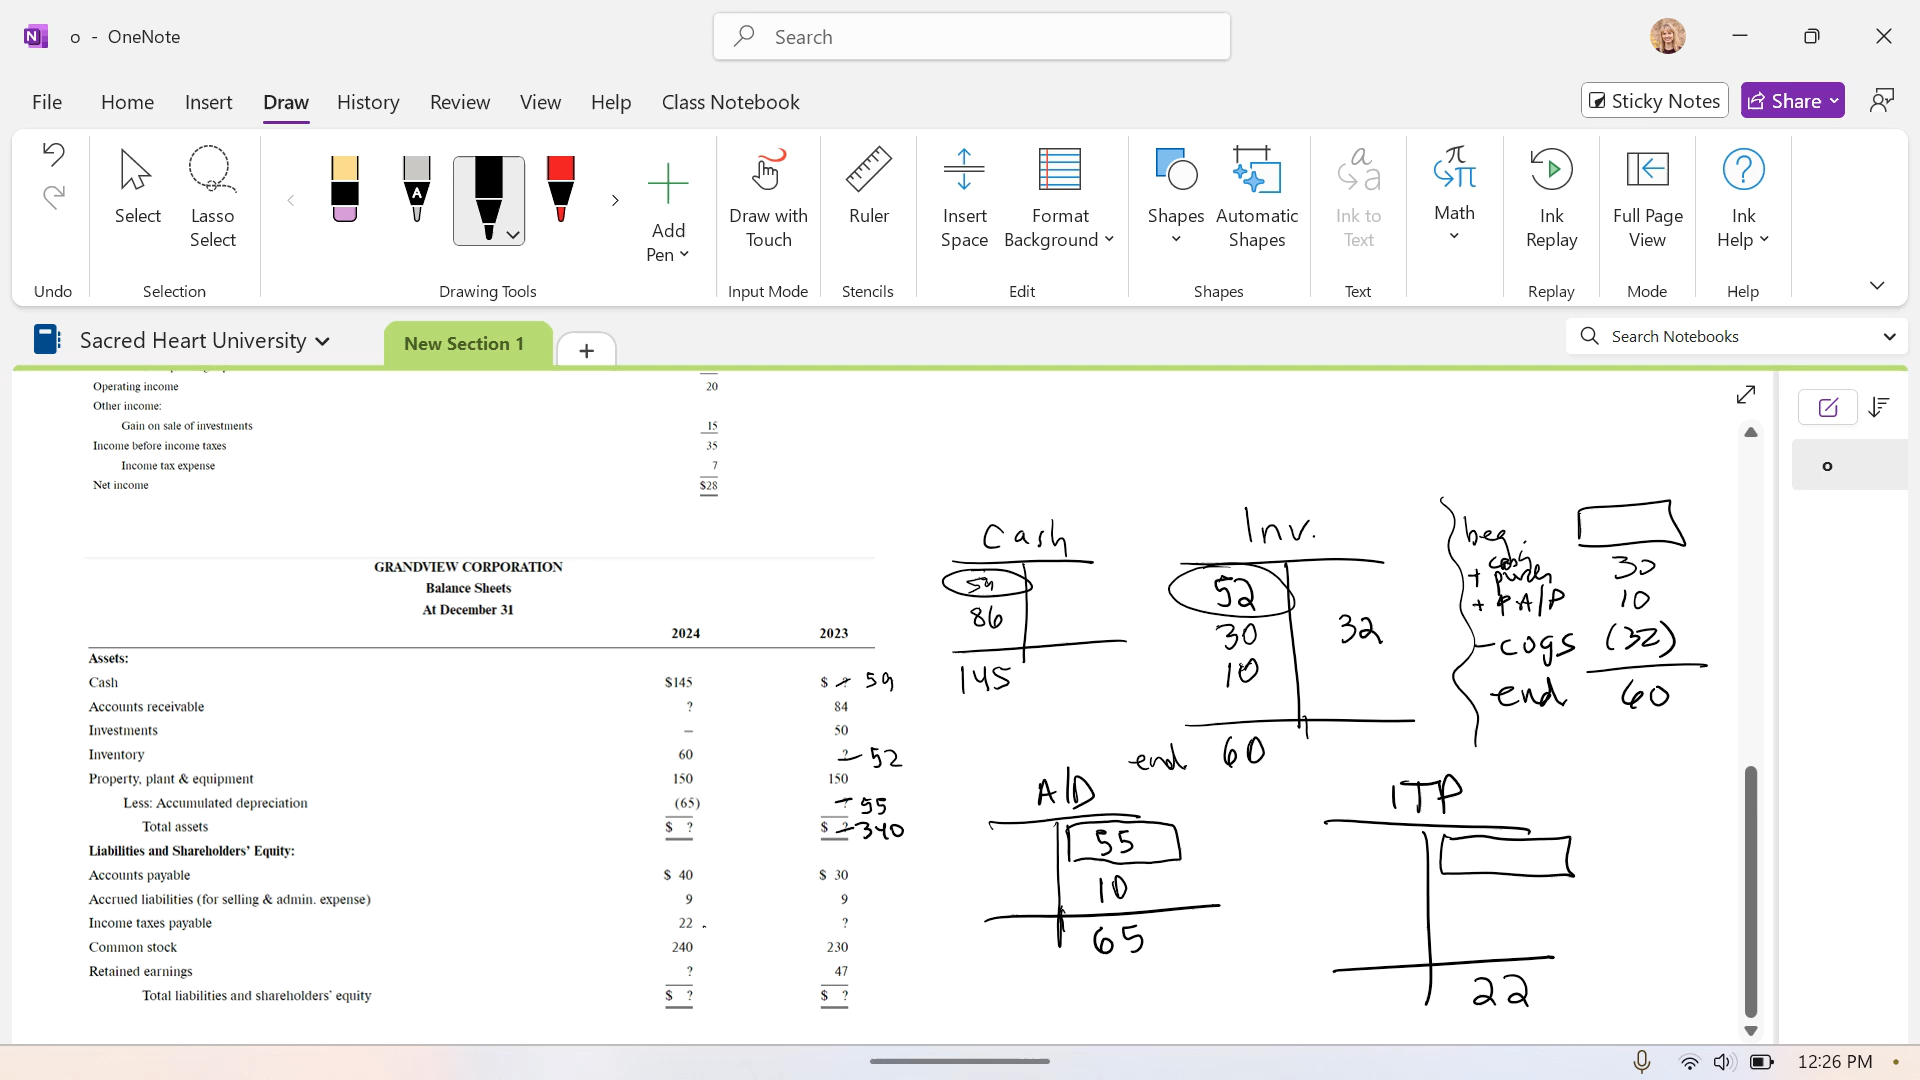 o - OneNote
Search
File Home Insert Draw History Review View Help Class Notebook
Sticky Notes
Share
Select
Lasso Select
Add Pen
Draw with Touch
Ruler
Insert Space
Format Background
Shapes
Automatic Shapes
Ink to Text
Math
Ink Replay
Full Page View
Ink Help
Undo
Selection
Drawing Tools
Input Mode
Stencils
Edit
Shapes
Text
Replay
Mode
Help
Sacred Heart University
New Section 1
+
Search Notebooks
o
Operating income 20
Other income:
Gain on sale of investments 15
Income before income taxes 35
Income tax expense 7
Net income $28
GRANDVIEW CORPORATION
Balance Sheets
At December 31
2024 2023
Assets:
Cash $145 $ ? 59
Accounts receivable ? 84
Investments – 50
Inventory 60 ? 52
Property, plant & equipment 150 150
Less: Accumulated depreciation (65) ? 55
Total assets $ ? $ ? 340
Liabilities and Shareholders' Equity:
Accounts payable $ 40 $ 30
Accrued liabilities (for selling & admin. expense) 9 9
Income taxes payable 22 ?
Common stock 240 230
Retained earnings ? 47
Total liabilities and shareholders' equity $ ? $ ?
Cash
59
86
145
Inv.
52
30 32
10
end 60
beg.
+ cash purch 30
+ P A/P 10
- cogs (32)
end 60
A/D
55
10
65
ITP
22
12:26 PM